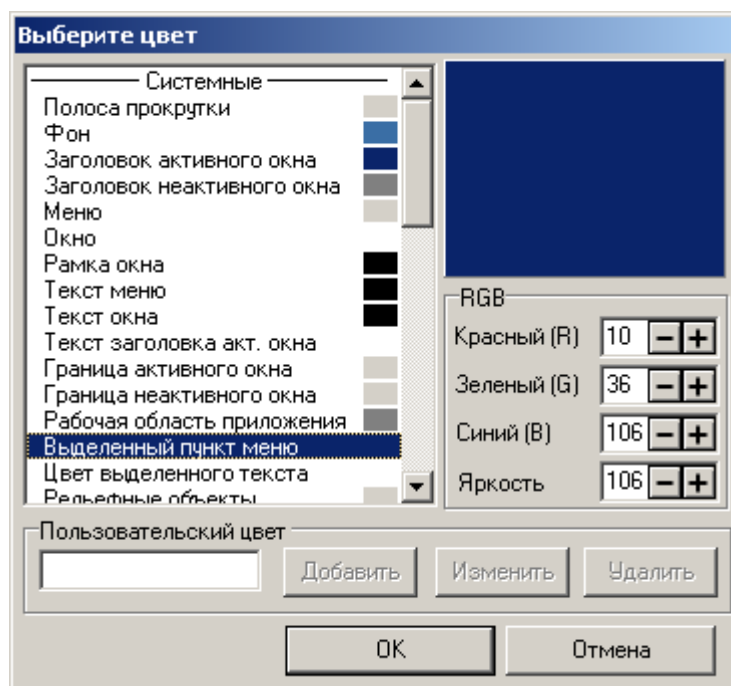 Выберите цвет
Системные
Полоса прокрутки
Фон
Заголовок активного окна
Заголовок неактивного окна
Меню
Окно
Рамка окна
Текст меню
Текст окна
Текст заголовка акт. окна
Граница активного окна
Граница неактивного окна
Рабочая область приложения
Выделенный пункт меню
Цвет выделенного текста
Рельефные объекты
RGB
Красный (R) 10
Зеленый (G) 36
Синий (B) 106
Яркость 106
Пользовательский цвет
Добавить Изменить Удалить
OK Отмена